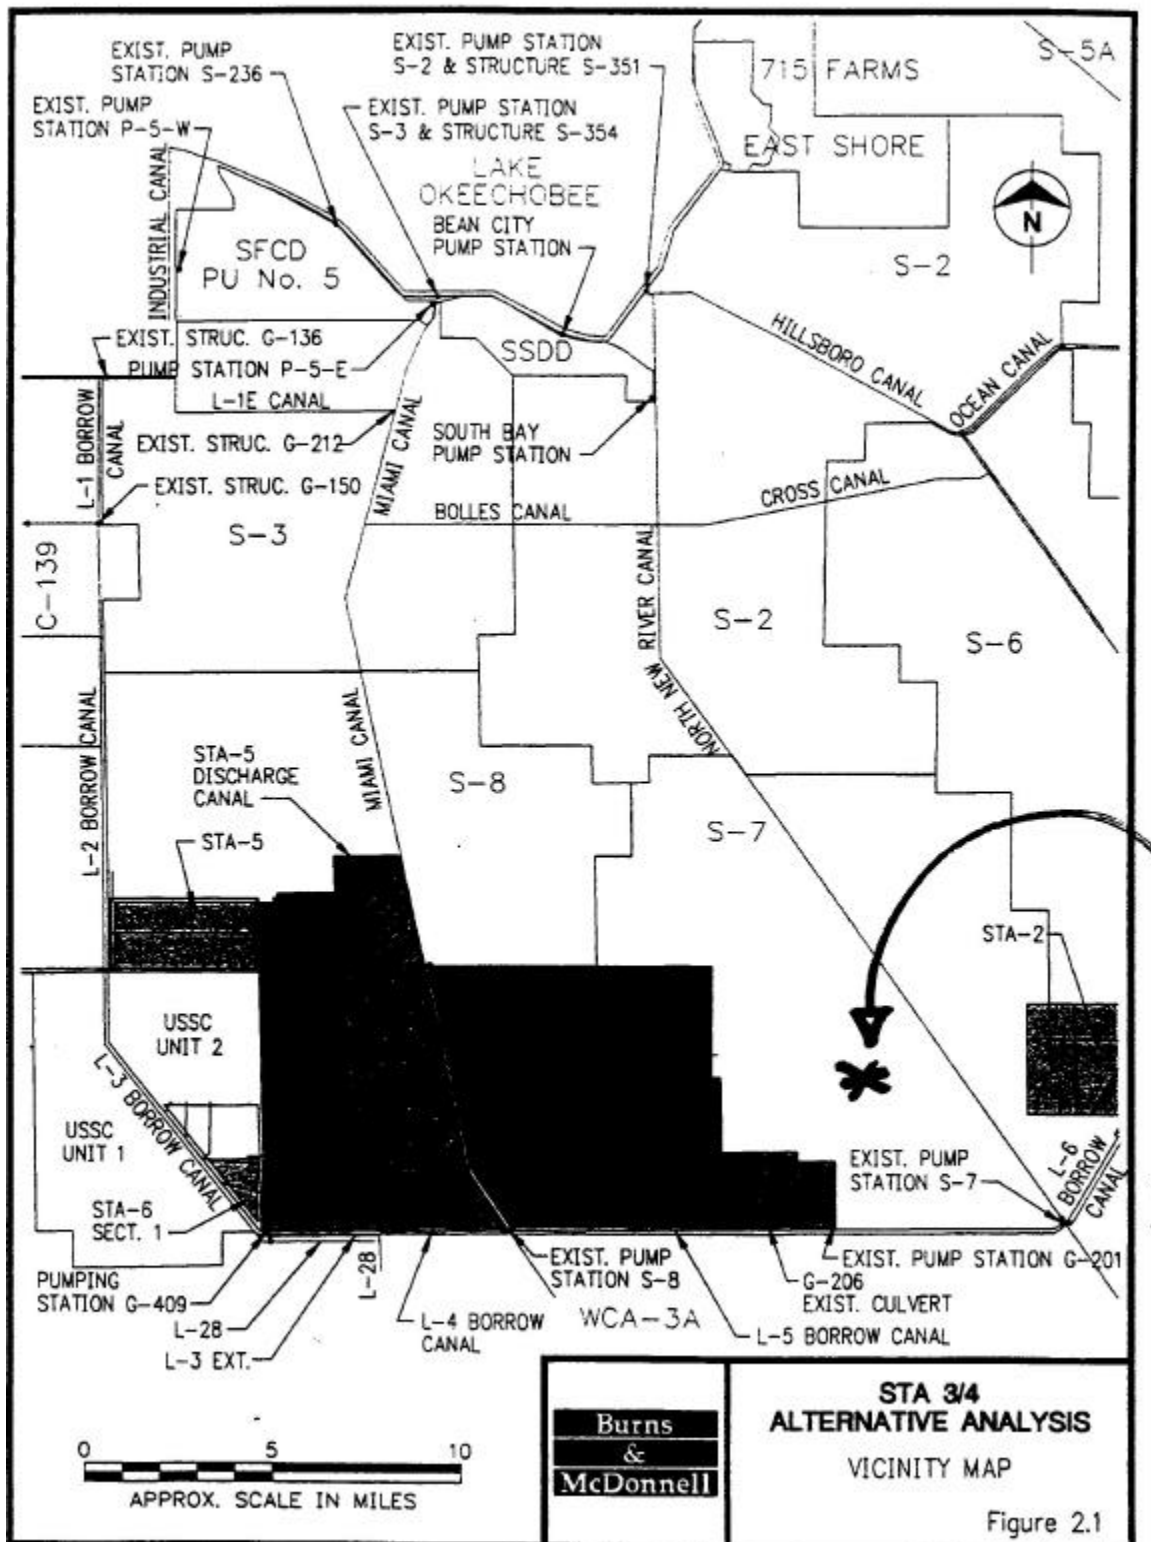 EXIST. PUMP
STATION S-236
EXIST. PUMP STATION
S-2 & STRUCTURE S-351
715 FARMS
S-5A
EXIST. PUMP
STATION P-5-W
EXIST. PUMP STATION
S-3 & STRUCTURE S-354
EAST SHORE
INDUSTRIAL CANAL
LAKE
OKEECHOBEE
BEAN CITY
PUMP STATION
N
SFCD
PU No. 5
S-2
EXIST. STRUC. G-136
PUMP STATION P-5-E
SSDD
HILLSBORO CANAL
OCEAN CANAL
L-1E CANAL
L-1 BORROW
CANAL
EXIST. STRUC. G-212
MIAMI CANAL
SOUTH BAY
PUMP STATION
EXIST. STRUC. G-150
BOLLES CANAL
CROSS CANAL
S-3
C-139
NORTH NEW
RIVER CANAL
S-2
S-6
L-2 BORROW CANAL
MIAMI CANAL
STA-5
DISCHARGE
CANAL
S-8
S-7
STA-5
STA-2
USSC
UNIT 2
L-3 BORROW CANAL
USSC
UNIT 1
STA-6
SECT. 1
EXIST. PUMP
STATION S-7
L-6
BORROW
CANAL
PUMPING
STATION G-409
L-28
L-28
L-3 EXT.
L-4 BORROW
CANAL
EXIST. PUMP
STATION S-8
WCA-3A
EXIST. PUMP STATION G-201
G-206
EXIST. CULVERT
L-5 BORROW CANAL
0 5 10
APPROX. SCALE IN MILES
Burns
&
McDonnell
STA 3/4
ALTERNATIVE ANALYSIS
VICINITY MAP
Figure 2.1